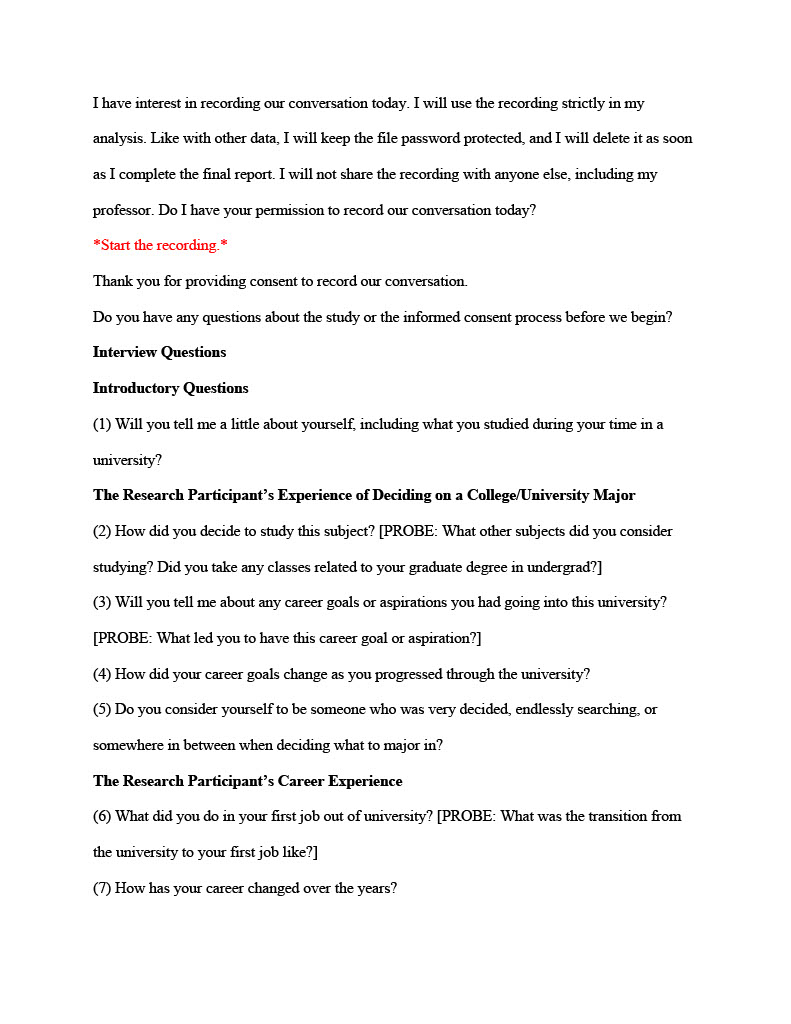 I have interest in recording our conversation today. I will use the recording strictly in my
analysis. Like with other data, I will keep the file password protected, and I will delete it as soon
as I complete the final report. I will not share the recording with anyone else, including my
professor. Do I have your permission to record our conversation today?
*Start the recording.*
Thank you for providing consent to record our conversation.
Do you have any questions about the study or the informed consent process before we begin?
Interview Questions
Introductory Questions
(1) Will you tell me a little about yourself, including what you studied during your time in a
university?
The Research Participant’s Experience of Deciding on a College/University Major
(2) How did you decide to study this subject? [PROBE: What other subjects did you consider
studying? Did you take any classes related to your graduate degree in undergrad?]
(3) Will you tell me about any career goals or aspirations you had going into this university?
[PROBE: What led you to have this career goal or aspiration?]
(4) How did your career goals change as you progressed through the university?
(5) Do you consider yourself to be someone who was very decided, endlessly searching, or
somewhere in between when deciding what to major in?
The Research Participant’s Career Experience
(6) What did you do in your first job out of university? [PROBE: What was the transition from
the university to your first job like?]
(7) How has your career changed over the years?